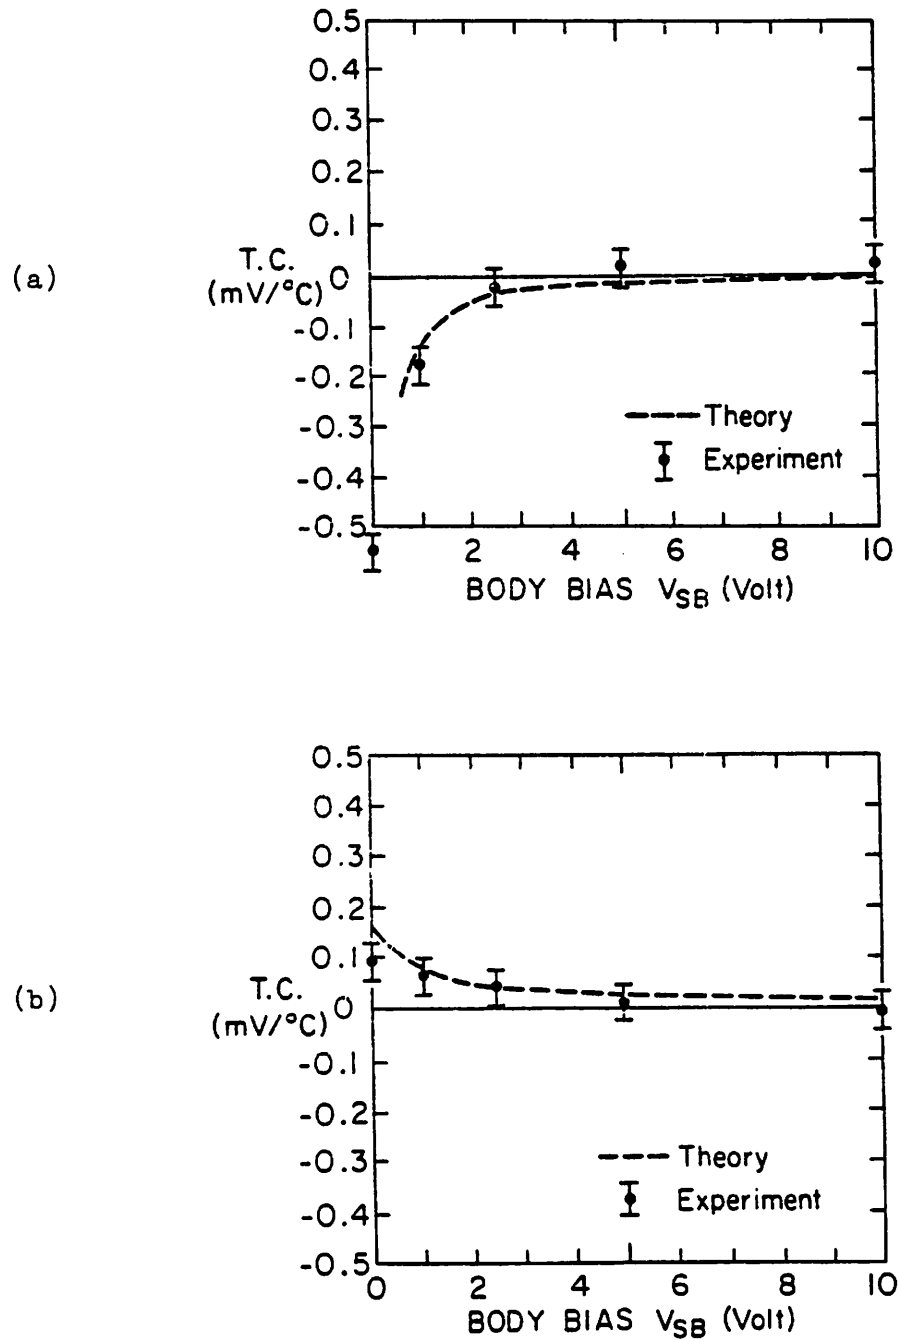 (a)
0.5
0.4
0.3
0.2
0.1
T.C.
(mV/°C)
0
-0.1
-0.2
-0.3
-0.4
-0.5
Theory
Experiment
2
4
6
8
10
BODY BIAS VSB (Volt)
(b)
0.5
0.4
0.3
0.2
0.1
T.C.
(mV/°C)
0
-0.1
-0.2
-0.3
-0.4
-0.5
Theory
Experiment
0
2
4
6
8
10
BODY BIAS VSB (Volt)